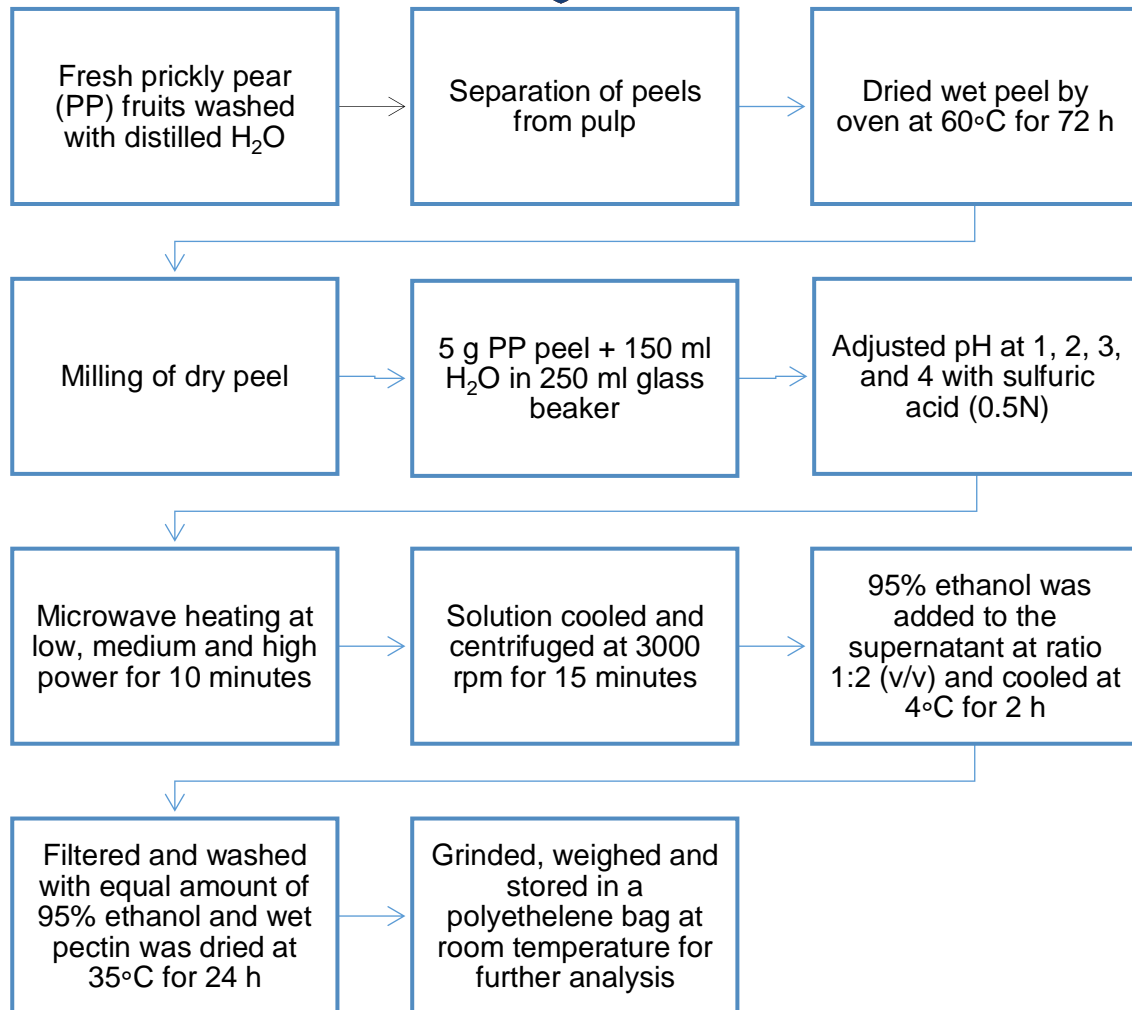 Fresh prickly pear
(PP) fruits washed
with distilled H₂O
Separation of peels
from pulp
Dried wet peel by
oven at 60∘C for 72 h
Milling of dry peel
5 g PP peel + 150 ml
H₂O in 250 ml glass
beaker
Adjusted pH at 1, 2, 3,
and 4 with sulfuric
acid (0.5N)
Microwave heating at
low, medium and high
power for 10 minutes
Solution cooled and
centrifuged at 3000
rpm for 15 minutes
95% ethanol was
added to the
supernatant at ratio
1:2 (v/v) and cooled at
4∘C for 2 h
Filtered and washed
with equal amount of
95% ethanol and wet
pectin was dried at
35∘C for 24 h
Grinded, weighed and
stored in a
polyethelene bag at
room temperature for
further analysis